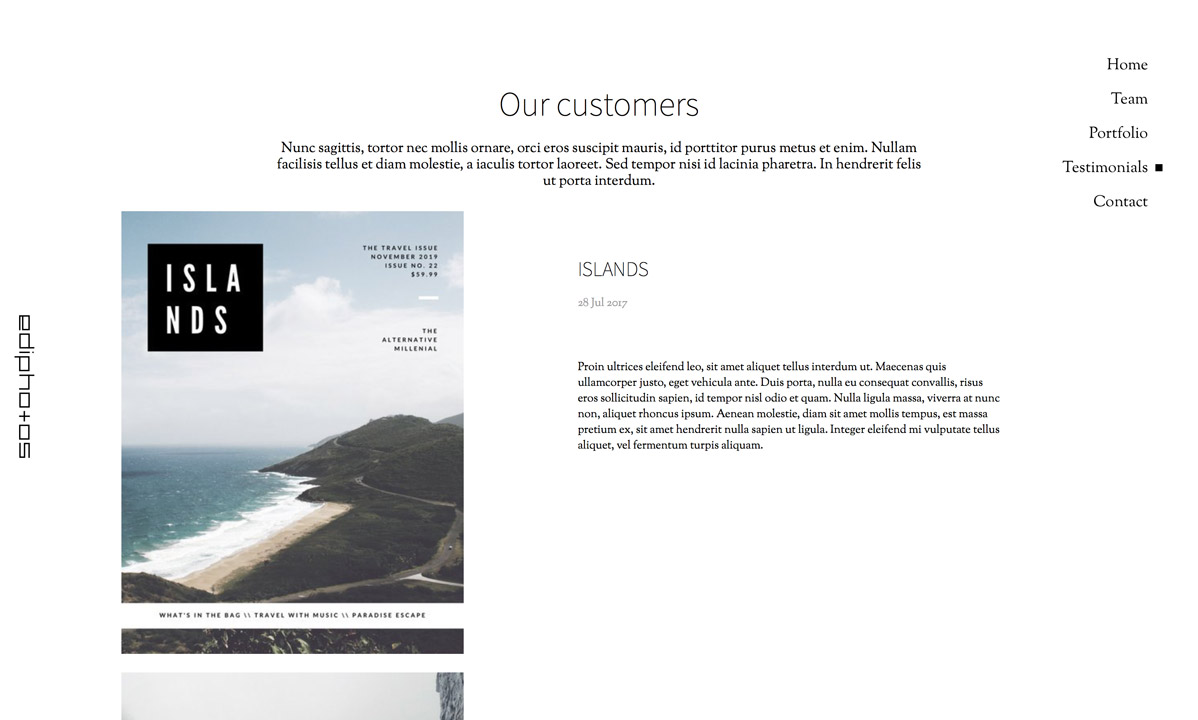 Home
Team
Portfolio
Testimonials
Contact
Our customers
Nunc sagittis, tortor nec mollis ornare, orci eros suscipit mauris, id porttitor purus metus et enim. Nullam
facilisis tellus et diam molestie, a iaculis tortor laoreet. Sed tempor nisi id lacinia pharetra. In hendrerit felis
ut porta interdum.
ISLA
NDS
THE TRAVEL ISSUE
NOVEMBER 2019
ISSUE NO. 22
$59.99
THE
ALTERNATIVE
MILLENIAL
WHAT'S IN THE BAG \\ TRAVEL WITH MUSIC \\ PARADISE ESCAPE
ISLANDS
28 Jul 2017
Proin ultrices eleifend leo, sit amet aliquet tellus interdum ut. Maecenas quis
ullamcorper justo, eget vehicula ante. Duis porta, nulla eu consequat convallis, risus
eros sollicitudin sapien, id tempor nisl odio et quam. Nulla ligula massa, viverra at nunc
non, aliquet rhoncus ipsum. Aenean molestie, diam sit amet mollis tempus, est massa
pretium ex, sit amet hendrerit nulla sapien ut ligula. Integer eleifend mi vulputate tellus
aliquet, vel fermentum turpis aliquam.